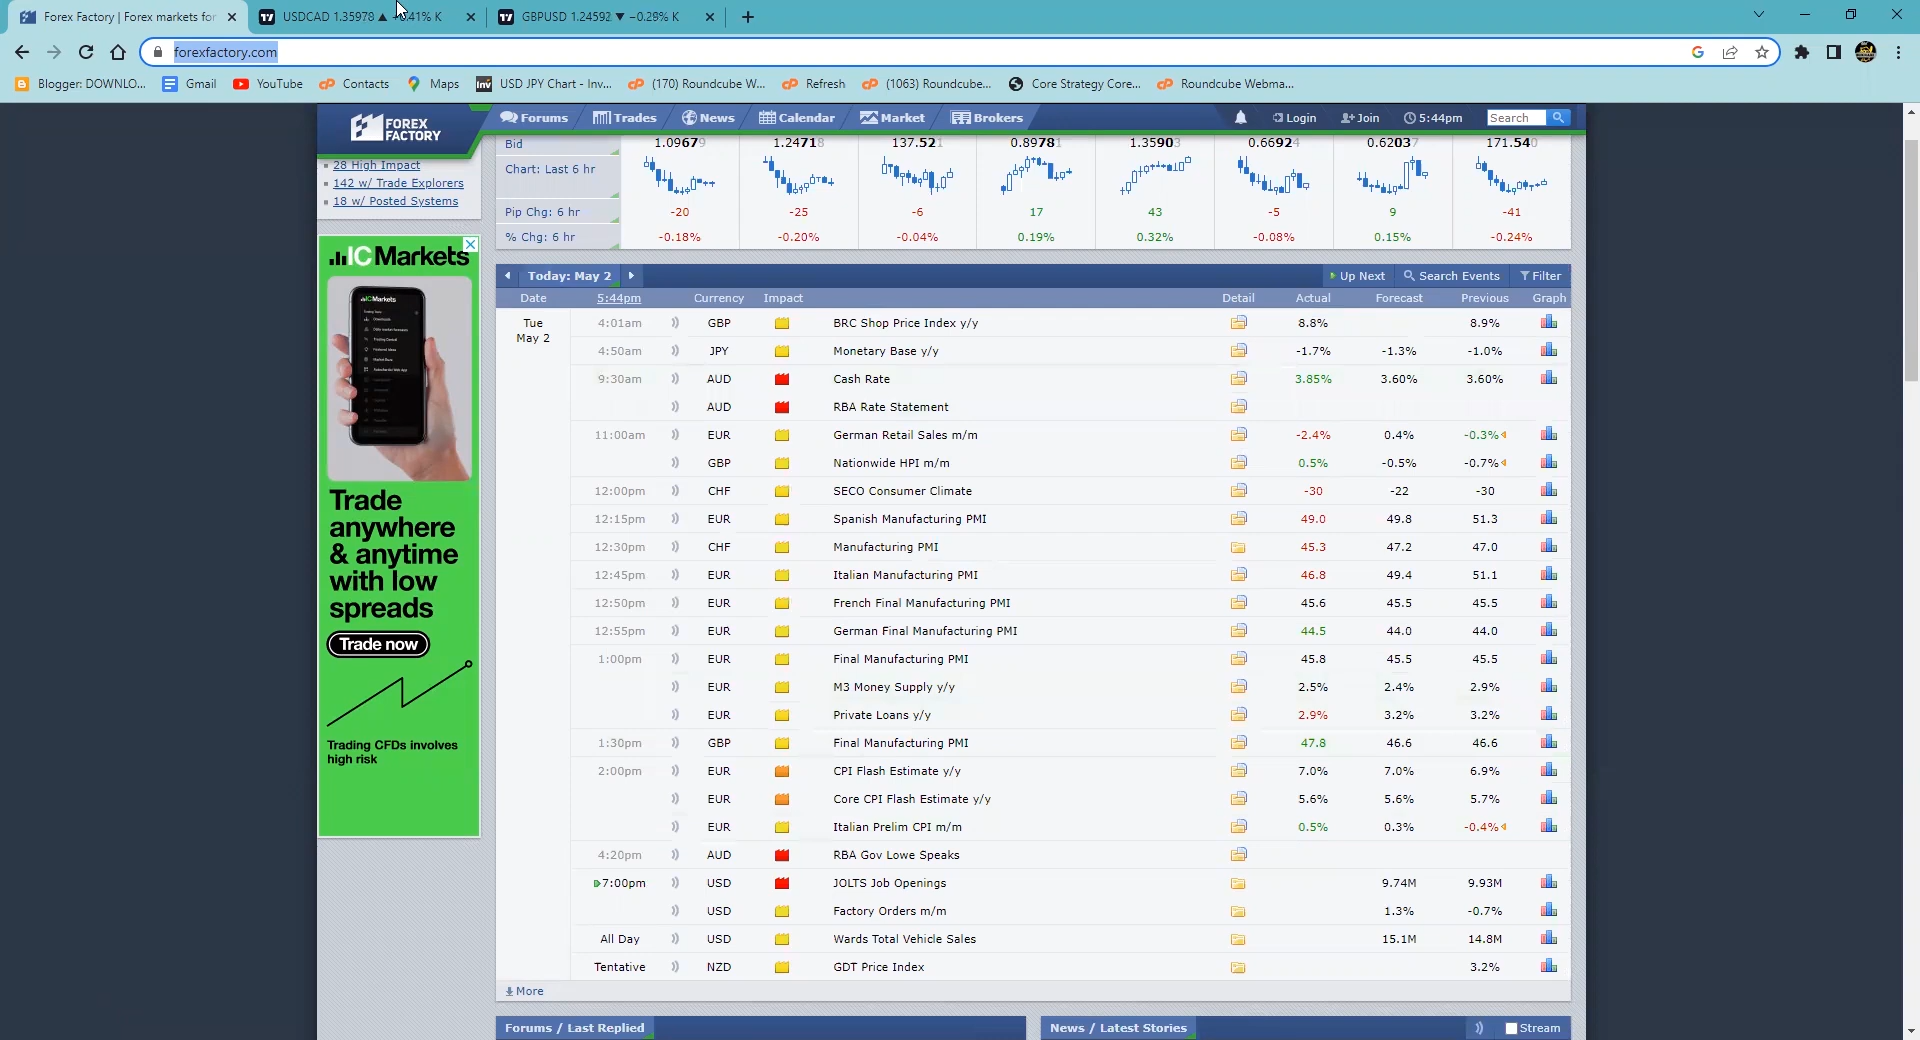 Forex Factory | Forex markets for
USDCAD 1.35978 ▲ +0.41% K
GBPUSD 1.24592 ▼ −0.28% K
forexfactory.com
Blogger: DOWNLO...
Gmail
YouTube
Contacts
Maps
USD JPY Chart - Inv...
(170) Roundcube W...
Refresh
(1063) Roundcube...
Core Strategy Core...
Roundcube Webma...
FOREX FACTORY
Forums
Trades
News
Calendar
Market
Brokers
Login
Join
5:44pm
Search
28 High Impact
142 w/ Trade Explorers
18 w/ Posted Systems
Bid 1.09679 1.24718 137.521 0.89781 1.35903 0.66924 0.62037 171.540
Chart: Last 6 hr
Pip Chg: 6 hr -20 -25 -6 17 43 -5 9 -41
% Chg: 6 hr -0.18% -0.20% -0.04% 0.19% 0.32% -0.08% 0.15% -0.24%
IC Markets
Trade
anywhere
& anytime
with low
spreads
Trade now
Trading CFDs involves
high risk
Today: May 2
Up Next
Search Events
Filter
Date 5:44pm Currency Impact Detail Actual Forecast Previous Graph
Tue
May 2
4:01am GBP BRC Shop Price Index y/y 8.8% 8.9%
4:50am JPY Monetary Base y/y -1.7% -1.3% -1.0%
9:30am AUD Cash Rate 3.85% 3.60% 3.60%
AUD RBA Rate Statement
11:00am EUR German Retail Sales m/m -2.4% 0.4% -0.3%
GBP Nationwide HPI m/m 0.5% -0.5% -0.7%
12:00pm CHF SECO Consumer Climate -30 -22 -30
12:15pm EUR Spanish Manufacturing PMI 49.0 49.8 51.3
12:30pm CHF Manufacturing PMI 45.3 47.2 47.0
12:45pm EUR Italian Manufacturing PMI 46.8 49.4 51.1
12:50pm EUR French Final Manufacturing PMI 45.6 45.5 45.5
12:55pm EUR German Final Manufacturing PMI 44.5 44.0 44.0
1:00pm EUR Final Manufacturing PMI 45.8 45.5 45.5
EUR M3 Money Supply y/y 2.5% 2.4% 2.9%
EUR Private Loans y/y 2.9% 3.2% 3.2%
1:30pm GBP Final Manufacturing PMI 47.8 46.6 46.6
2:00pm EUR CPI Flash Estimate y/y 7.0% 7.0% 6.9%
EUR Core CPI Flash Estimate y/y 5.6% 5.6% 5.7%
EUR Italian Prelim CPI m/m 0.5% 0.3% -0.4%
4:20pm AUD RBA Gov Lowe Speaks
7:00pm USD JOLTS Job Openings 9.74M 9.93M
USD Factory Orders m/m 1.3% -0.7%
All Day USD Wards Total Vehicle Sales 15.1M 14.8M
Tentative NZD GDT Price Index 3.2%
More
Forums / Last Replied
News / Latest Stories
Stream